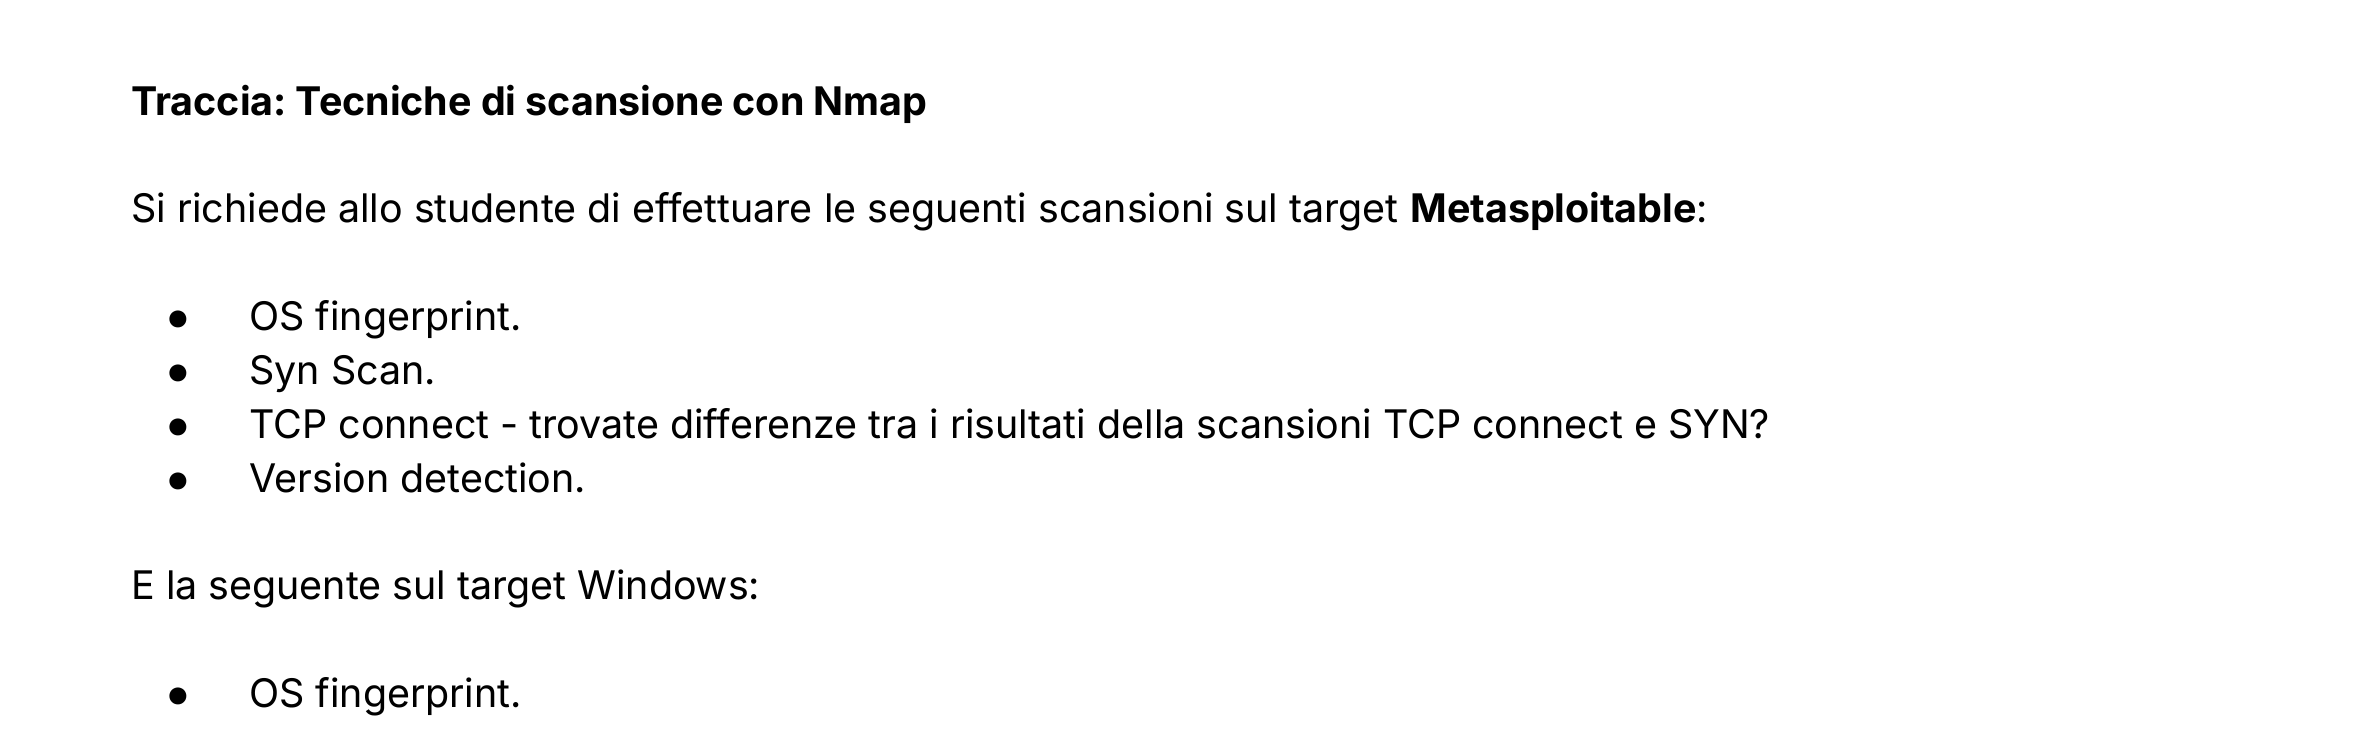 Traccia: Tecniche di scansione con Nmap
Si richiede allo studente di effettuare le seguenti scansioni sul target Metasploitable:
● OS fingerprint.
● Syn Scan.
● TCP connect - trovate differenze tra i risultati della scansioni TCP connect e SYN?
● Version detection.
E la seguente sul target Windows:
● OS fingerprint.